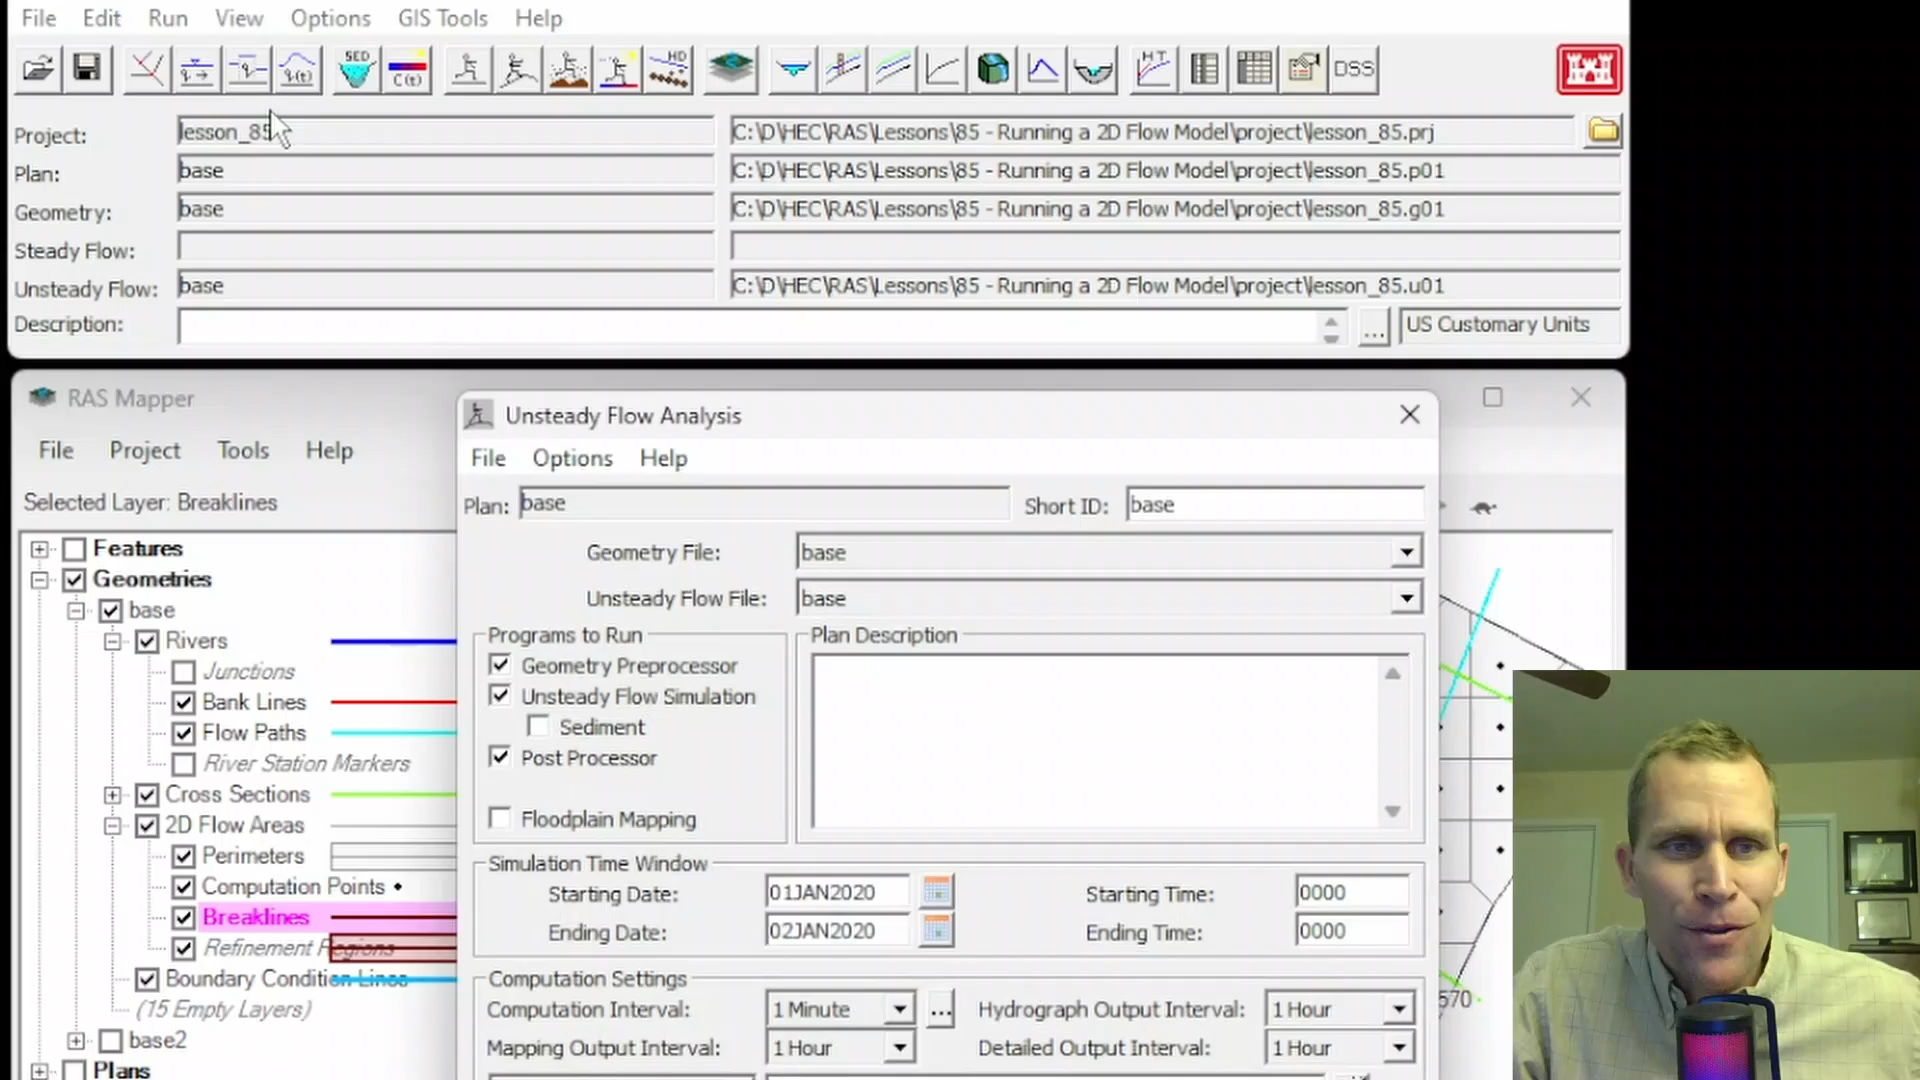 File Edit Run View Options GIS Tools Help
SED C(t) HD HT DSS
Project: lesson_85 C:\D\HEC\RAS\Lessons\85 - Running a 2D Flow Model\project\lesson_85.prj
Plan: base C:\D\HEC\RAS\Lessons\85 - Running a 2D Flow Model\project\lesson_85.p01
Geometry: base C:\D\HEC\RAS\Lessons\85 - Running a 2D Flow Model\project\lesson_85.g01
Steady Flow:
Unsteady Flow: base C:\D\HEC\RAS\Lessons\85 - Running a 2D Flow Model\project\lesson_85.u01
Description: ... US Customary Units
RAS Mapper
File Project Tools Help
Selected Layer: Breaklines
Features
Geometries
base
Rivers
Junctions
Bank Lines
Flow Paths
River Station Markers
Cross Sections
2D Flow Areas
Perimeters
Computation Points
Breaklines
Refinement Regions
Boundary Condition Lines
(15 Empty Layers)
base2
Plans
Unsteady Flow Analysis
File Options Help
Plan: base Short ID: base
Geometry File: base
Unsteady Flow File: base
Programs to Run
Geometry Preprocessor
Unsteady Flow Simulation
Sediment
Post Processor
Floodplain Mapping
Plan Description
Simulation Time Window
Starting Date: 01JAN2020 Starting Time: 0000
Ending Date: 02JAN2020 Ending Time: 0000
Computation Settings
Computation Interval: 1 Minute ... Hydrograph Output Interval: 1 Hour
Mapping Output Interval: 1 Hour Detailed Output Interval: 1 Hour
570